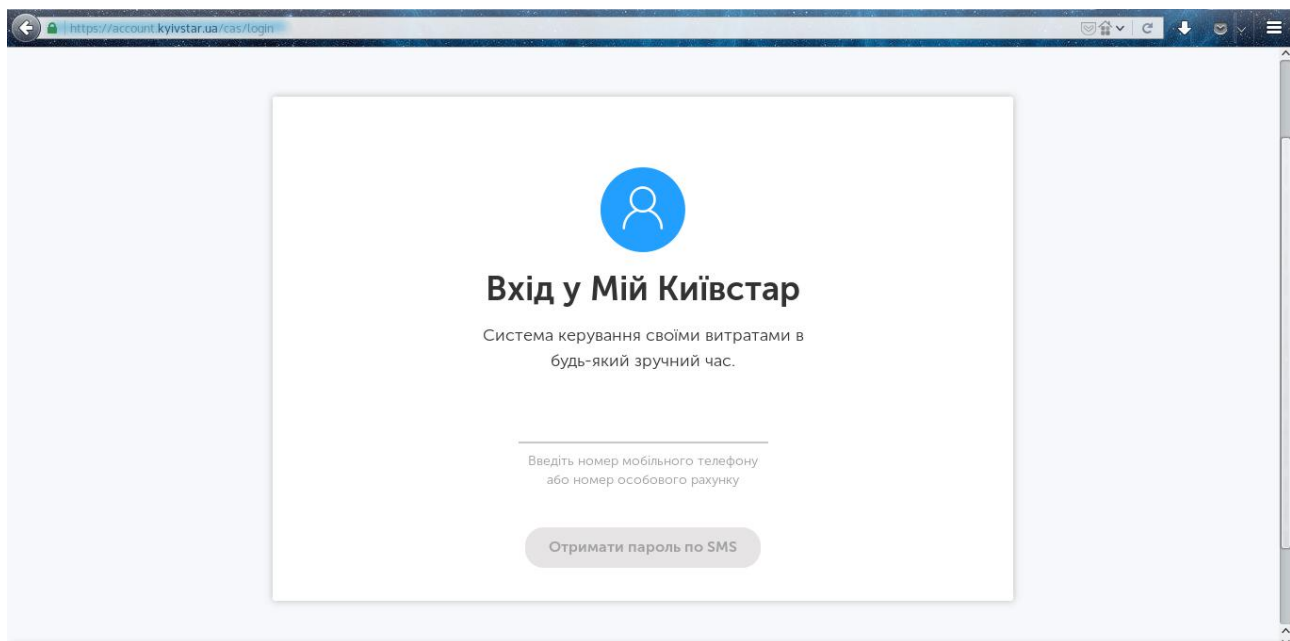 https://account.kyivstar.ua/cas/login
Вхід у Мій Київстар
Система керування своїми витратами в
будь-який зручний час.
Введіть номер мобільного телефону
або номер особового рахунку
Отримати пароль по SMS